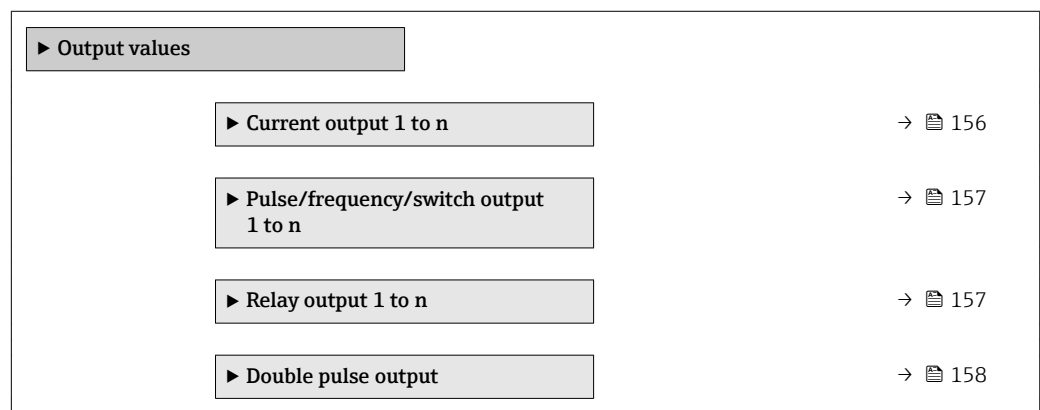 ▶ Output values
▶ Current output 1 to n → 156
▶ Pulse/frequency/switch output → 157
1 to n
▶ Relay output 1 to n → 157
▶ Double pulse output → 158